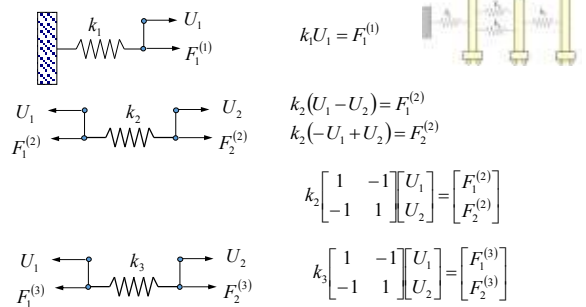 k₁ U₁
F₁⁽¹⁾
k₁U₁ = F₁⁽¹⁾
U₁ k₂ U₂
F₁⁽²⁾ F₂⁽²⁾
k₂(U₁ − U₂) = F₁⁽²⁾
k₂(−U₁ + U₂) = F₂⁽²⁾
k₂ [1 −1; −1 1] [U₁; U₂] = [F₁⁽²⁾; F₂⁽²⁾]
U₁ k₃ U₂
F₁⁽³⁾ F₂⁽³⁾
k₃ [1 −1; −1 1] [U₁; U₂] = [F₁⁽³⁾; F₂⁽³⁾]